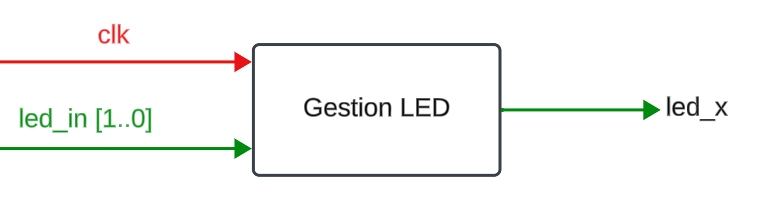 clk
led_in [1..0]
Gestion LED
led_x